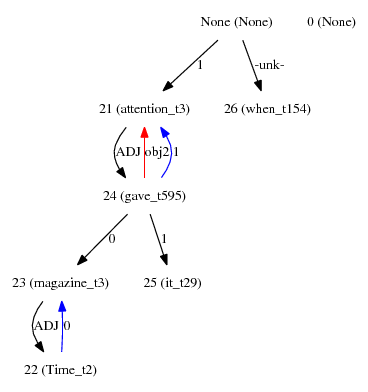 None (None) 0 (None)
1 -unk-
21 (attention_t3) 26 (when_t154)
ADJ obj2 1
24 (gave_t595)
0 1
23 (magazine_t3) 25 (it_t29)
ADJ 0
22 (Time_t2)